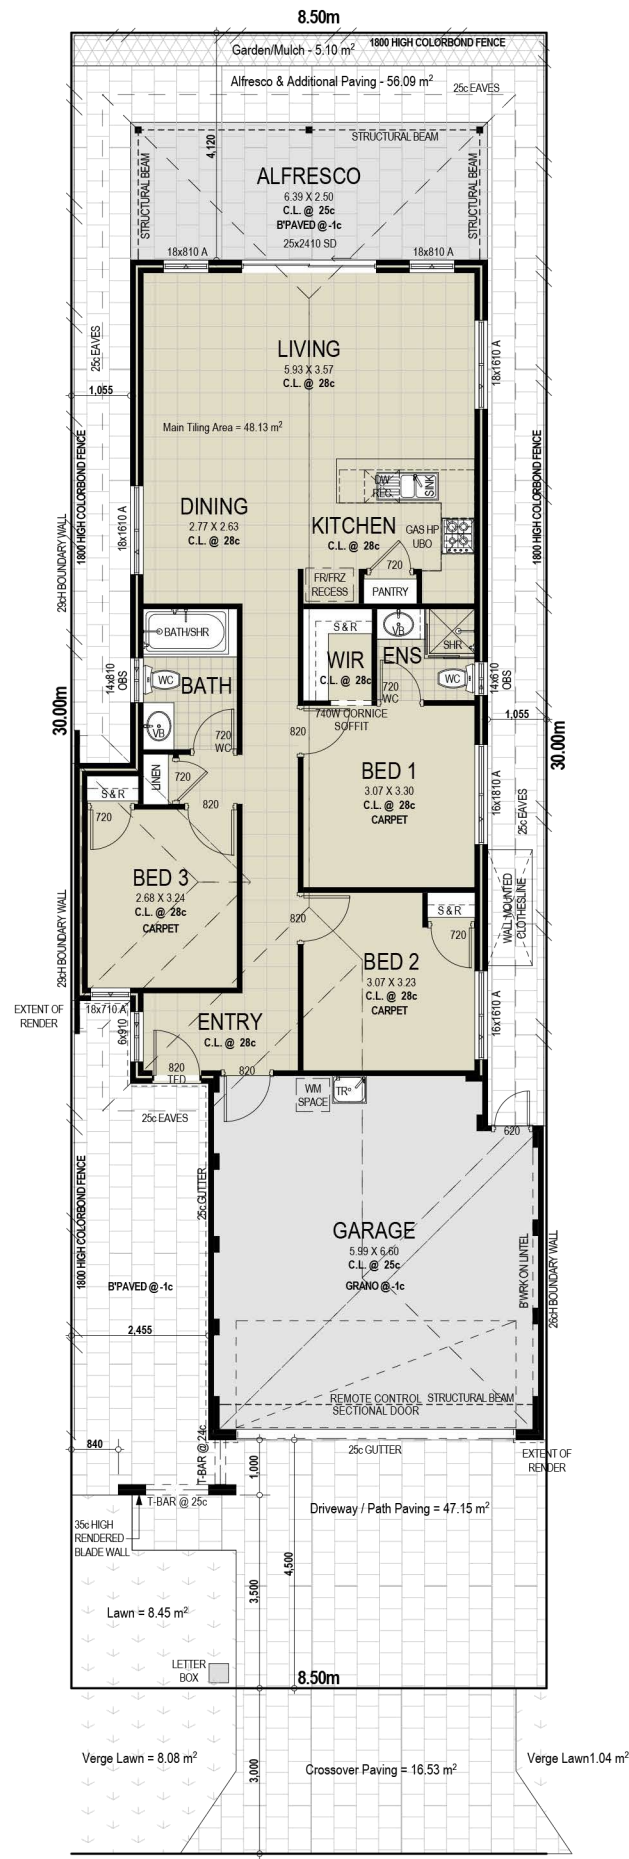 8.50m
Garden/Mulch - 5.10 m²
1800 HIGH COLORBOND FENCE
Alfresco & Additional Paving - 56.09 m²
25c EAVES
STRUCTURAL BEAM
4,120
STRUCTURAL BEAM
STRUCTURAL BEAM
ALFRESCO
6.39 X 2.50
C.L. @ 25c
B'PAVED @ -1c
25x2410 SD
18x810 A
18x810 A
25c EAVES
LIVING
5.93 X 3.57
C.L. @ 28c
18x1610 A
1,055
Main Tiling Area = 48.13 m²
1800 HIGH COLORBOND FENCE
29cH BOUNDARY WALL
18x1610 A
DINING
2.77 X 2.63
C.L. @ 28c
DW
REC.
SINK
KITCHEN
C.L. @ 28c
GAS HP
UBO
720
FR/FRZ
RECESS
PANTRY
1800 HIGH COLORBOND FENCE
BATH/SHR
14x810
OBS
WC
BATH
VB
720
WC
S & R
WIR
C.L. @ 28c
VB
ENS
SHR
WC
720
WC
14x610
OBS
740W CORNICE
SOFFIT
820
30.00m
1,055
30.00m
LINEN
720
820
S & R
720
BED 1
3.07 X 3.30
C.L. @ 28c
CARPET
16x1810 A
25c EAVES
BED 3
2.68 X 3.24
C.L. @ 28c
CARPET
29cH BOUNDARY WALL
WALL MOUNTED
CLOTHESLINE
820
S & R
720
BED 2
3.07 X 3.23
C.L. @ 28c
CARPET
16x1610 A
EXTENT OF
RENDER
18x710 A
6x910
ENTRY
C.L. @ 28c
820
TFD
820
WM
SPACE
TR°
25c EAVES
620
1800 HIGH COLORBOND FENCE
25c GUTTER
GARAGE
5.99 X 6.60
C.L. @ 25c
GRANO @ -1c
B'WRK ON LINTEL
26cH BOUNDARY WALL
B'PAVED @ -1c
2,455
REMOTE CONTROL
SECTIONAL DOOR
STRUCTURAL BEAM
840
T-BAR @ 24c
25c GUTTER
EXTENT OF
RENDER
1,000
T-BAR @ 25c
Driveway / Path Paving = 47.15 m²
35c HIGH
RENDERED
BLADE WALL
4,500
3,500
Lawn = 8.45 m²
LETTER
BOX
8.50m
Verge Lawn = 8.08 m²
3,000
Crossover Paving = 16.53 m²
Verge Lawn1.04 m²